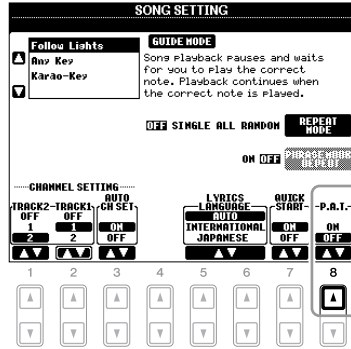 SONG SETTING
Follow Lights
Any Key
Karao-Key
GUIDE MODE
Song playback pauses and waits
for you to play the correct
note. Playback continues when
the correct note is played.
OFF SINGLE ALL RANDOM
REPEAT
MODE
ON OFF
PHRASE MARK
REPEAT
CHANNEL SETTING
TRACK2 TRACK1 AUTO CH SET
OFF OFF
1 1 ON
2 2 OFF
LYRICS
LANGUAGE
AUTO
INTERNATIONAL
JAPANESE
QUICK
START
ON
OFF
P.A.T.
ON
OFF
1 2 3 4 5 6 7 8